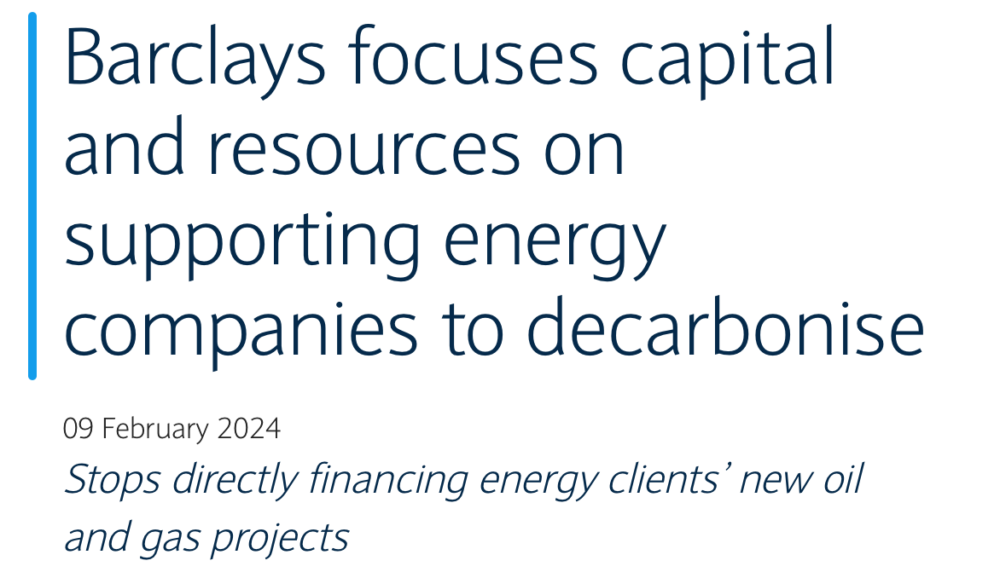 Barclays focuses capital
and resources on
supporting energy
companies to decarbonise
09 February 2024
Stops directly financing energy clients’ new oil
and gas projects